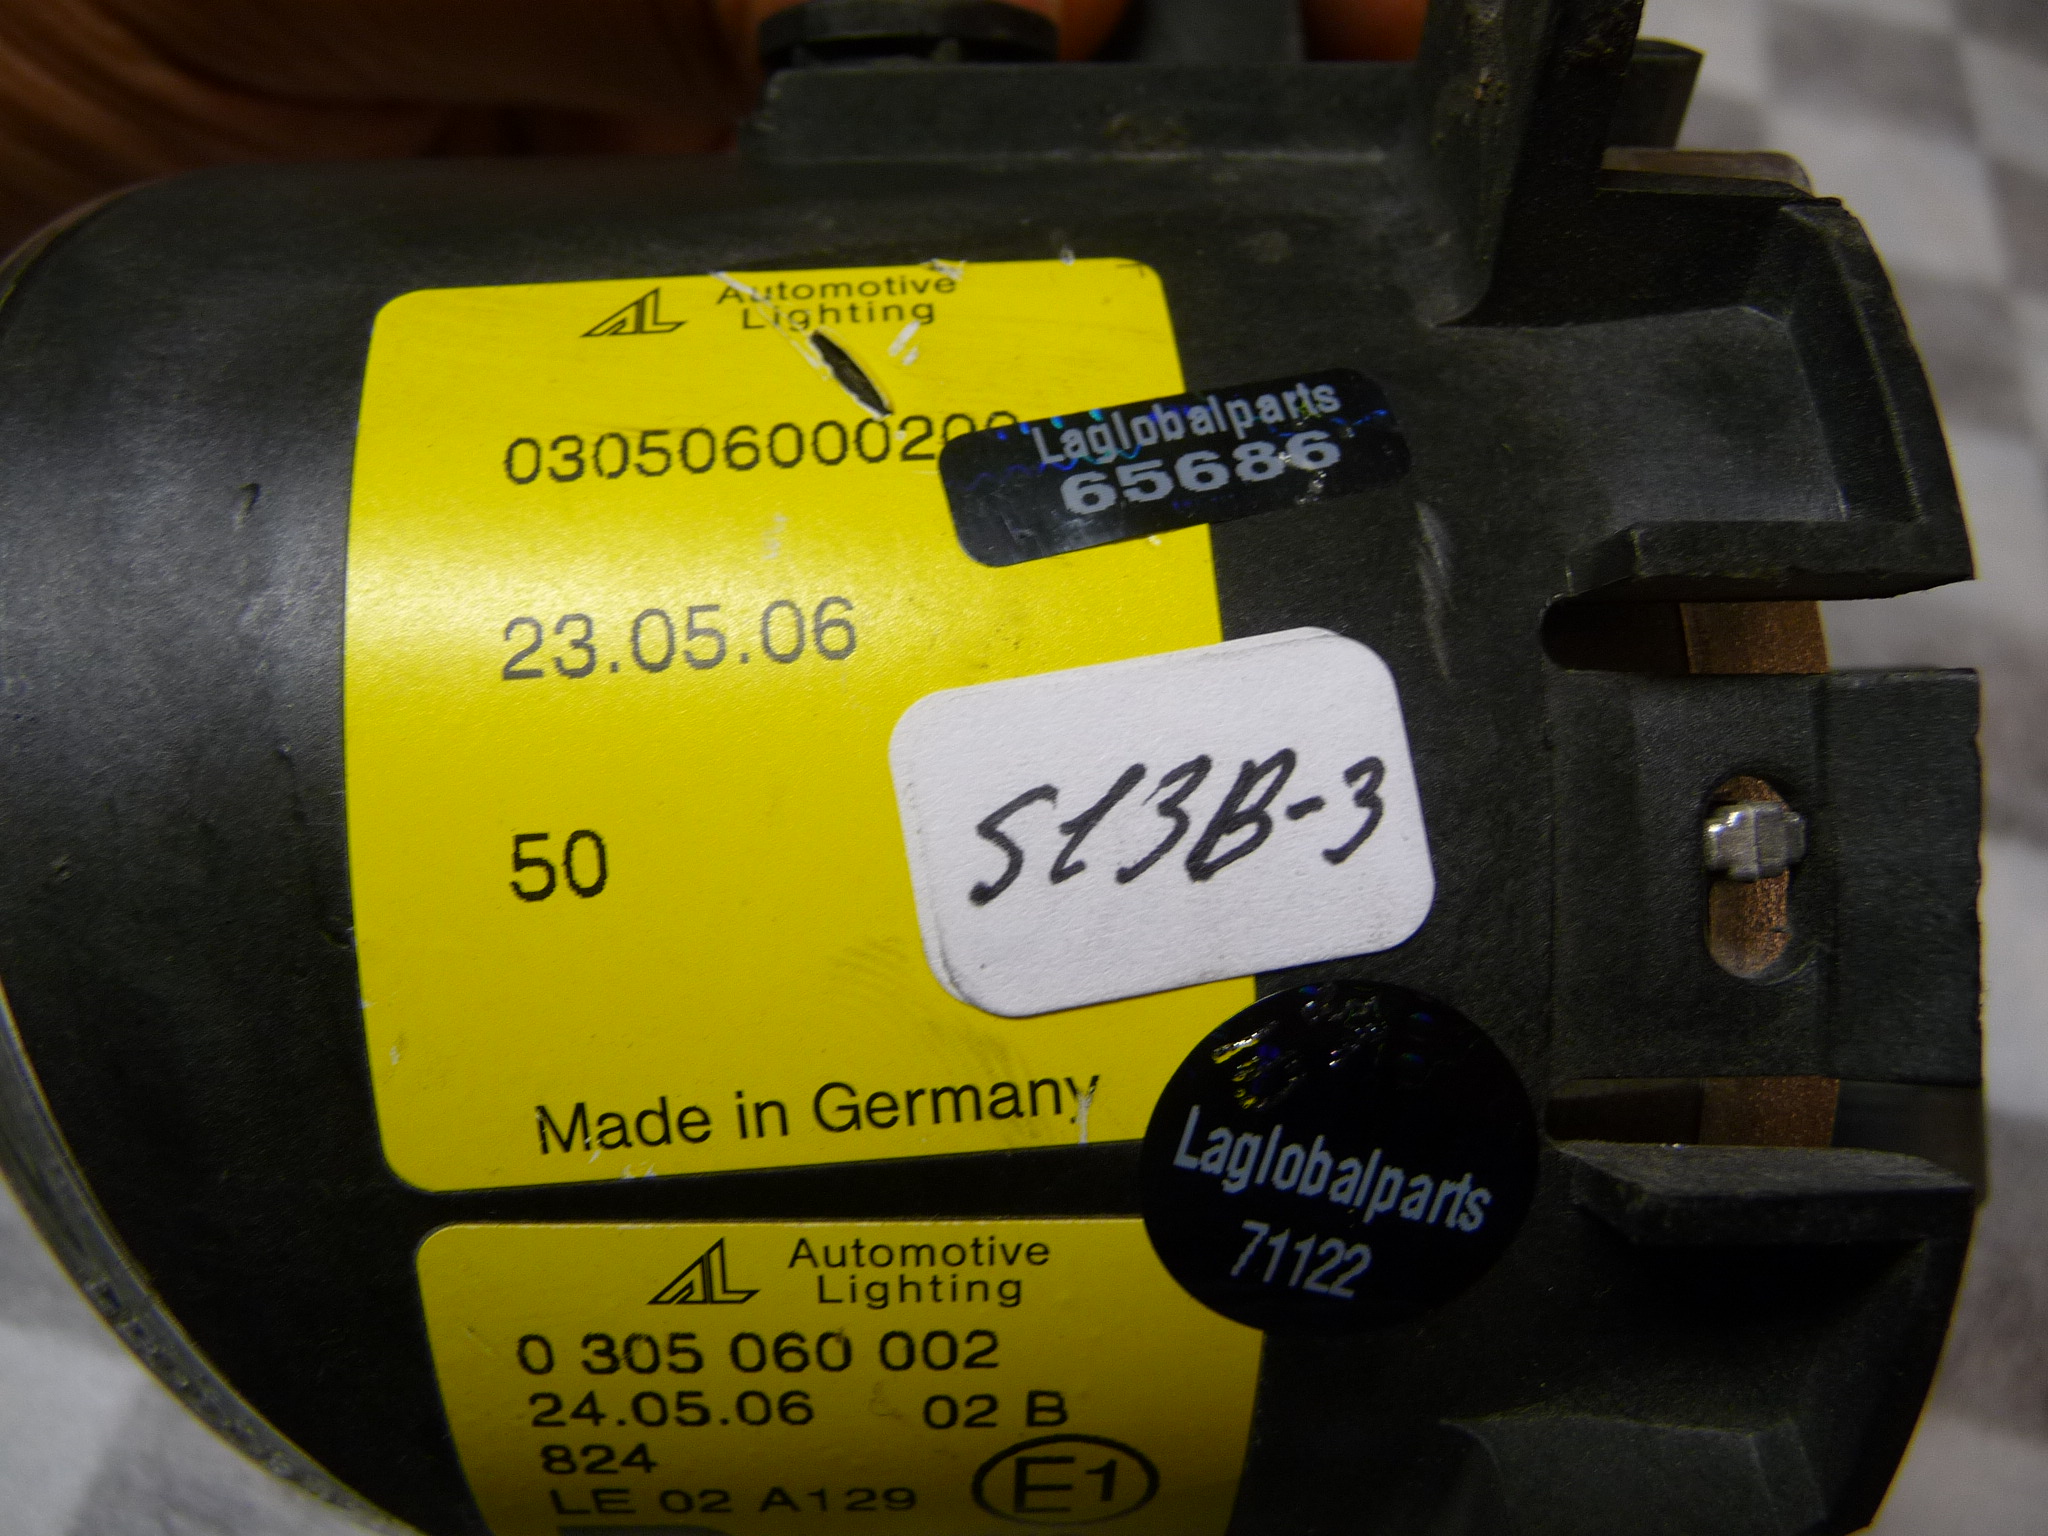 Automotive
Lighting
0305060002
Laglobalparts
65686
23.05.06
50
S13B-3
Made in Germany
Laglobalparts
71122
Automotive
Lighting
0 305 060 002
24.05.06 02 B
824
LE 02 A129 E1